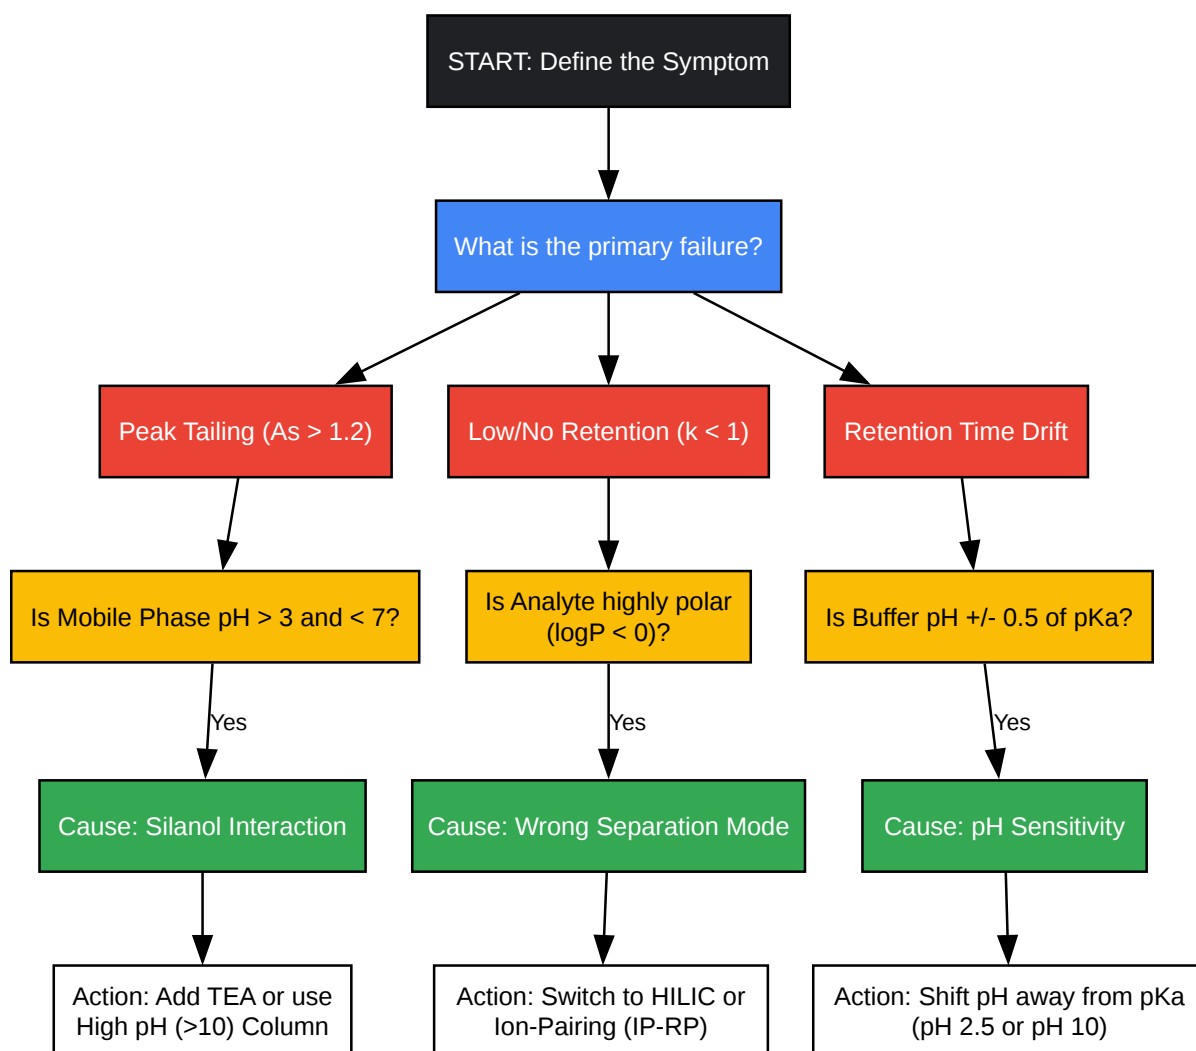 START: Define the Symptom
What is the primary failure?
Peak Tailing (As > 1.2)
Low/No Retention (k < 1)
Retention Time Drift
Is Mobile Phase pH > 3 and < 7?
Is Analyte highly polar
(logP < 0)?
Is Buffer pH +/- 0.5 of pKa?
Yes
Yes
Yes
Cause: Silanol Interaction
Cause: Wrong Separation Mode
Cause: pH Sensitivity
Action: Add TEA or use
High pH (>10) Column
Action: Switch to HILIC or
Ion-Pairing (IP-RP)
Action: Shift pH away from pKa
(pH 2.5 or pH 10)